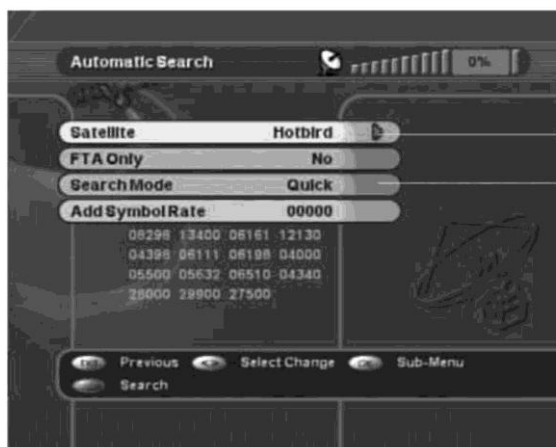 Automatic Search 0%
Satellite Hotbird
FTA Only No
Search Mode Quick
Add Symbol Rate 00000
06298 13400 06161 12130
04398 06111 06198 04000
05500 05632 06510 04340
28000 29900 27500
Previous Select Change Sub-Menu
Search